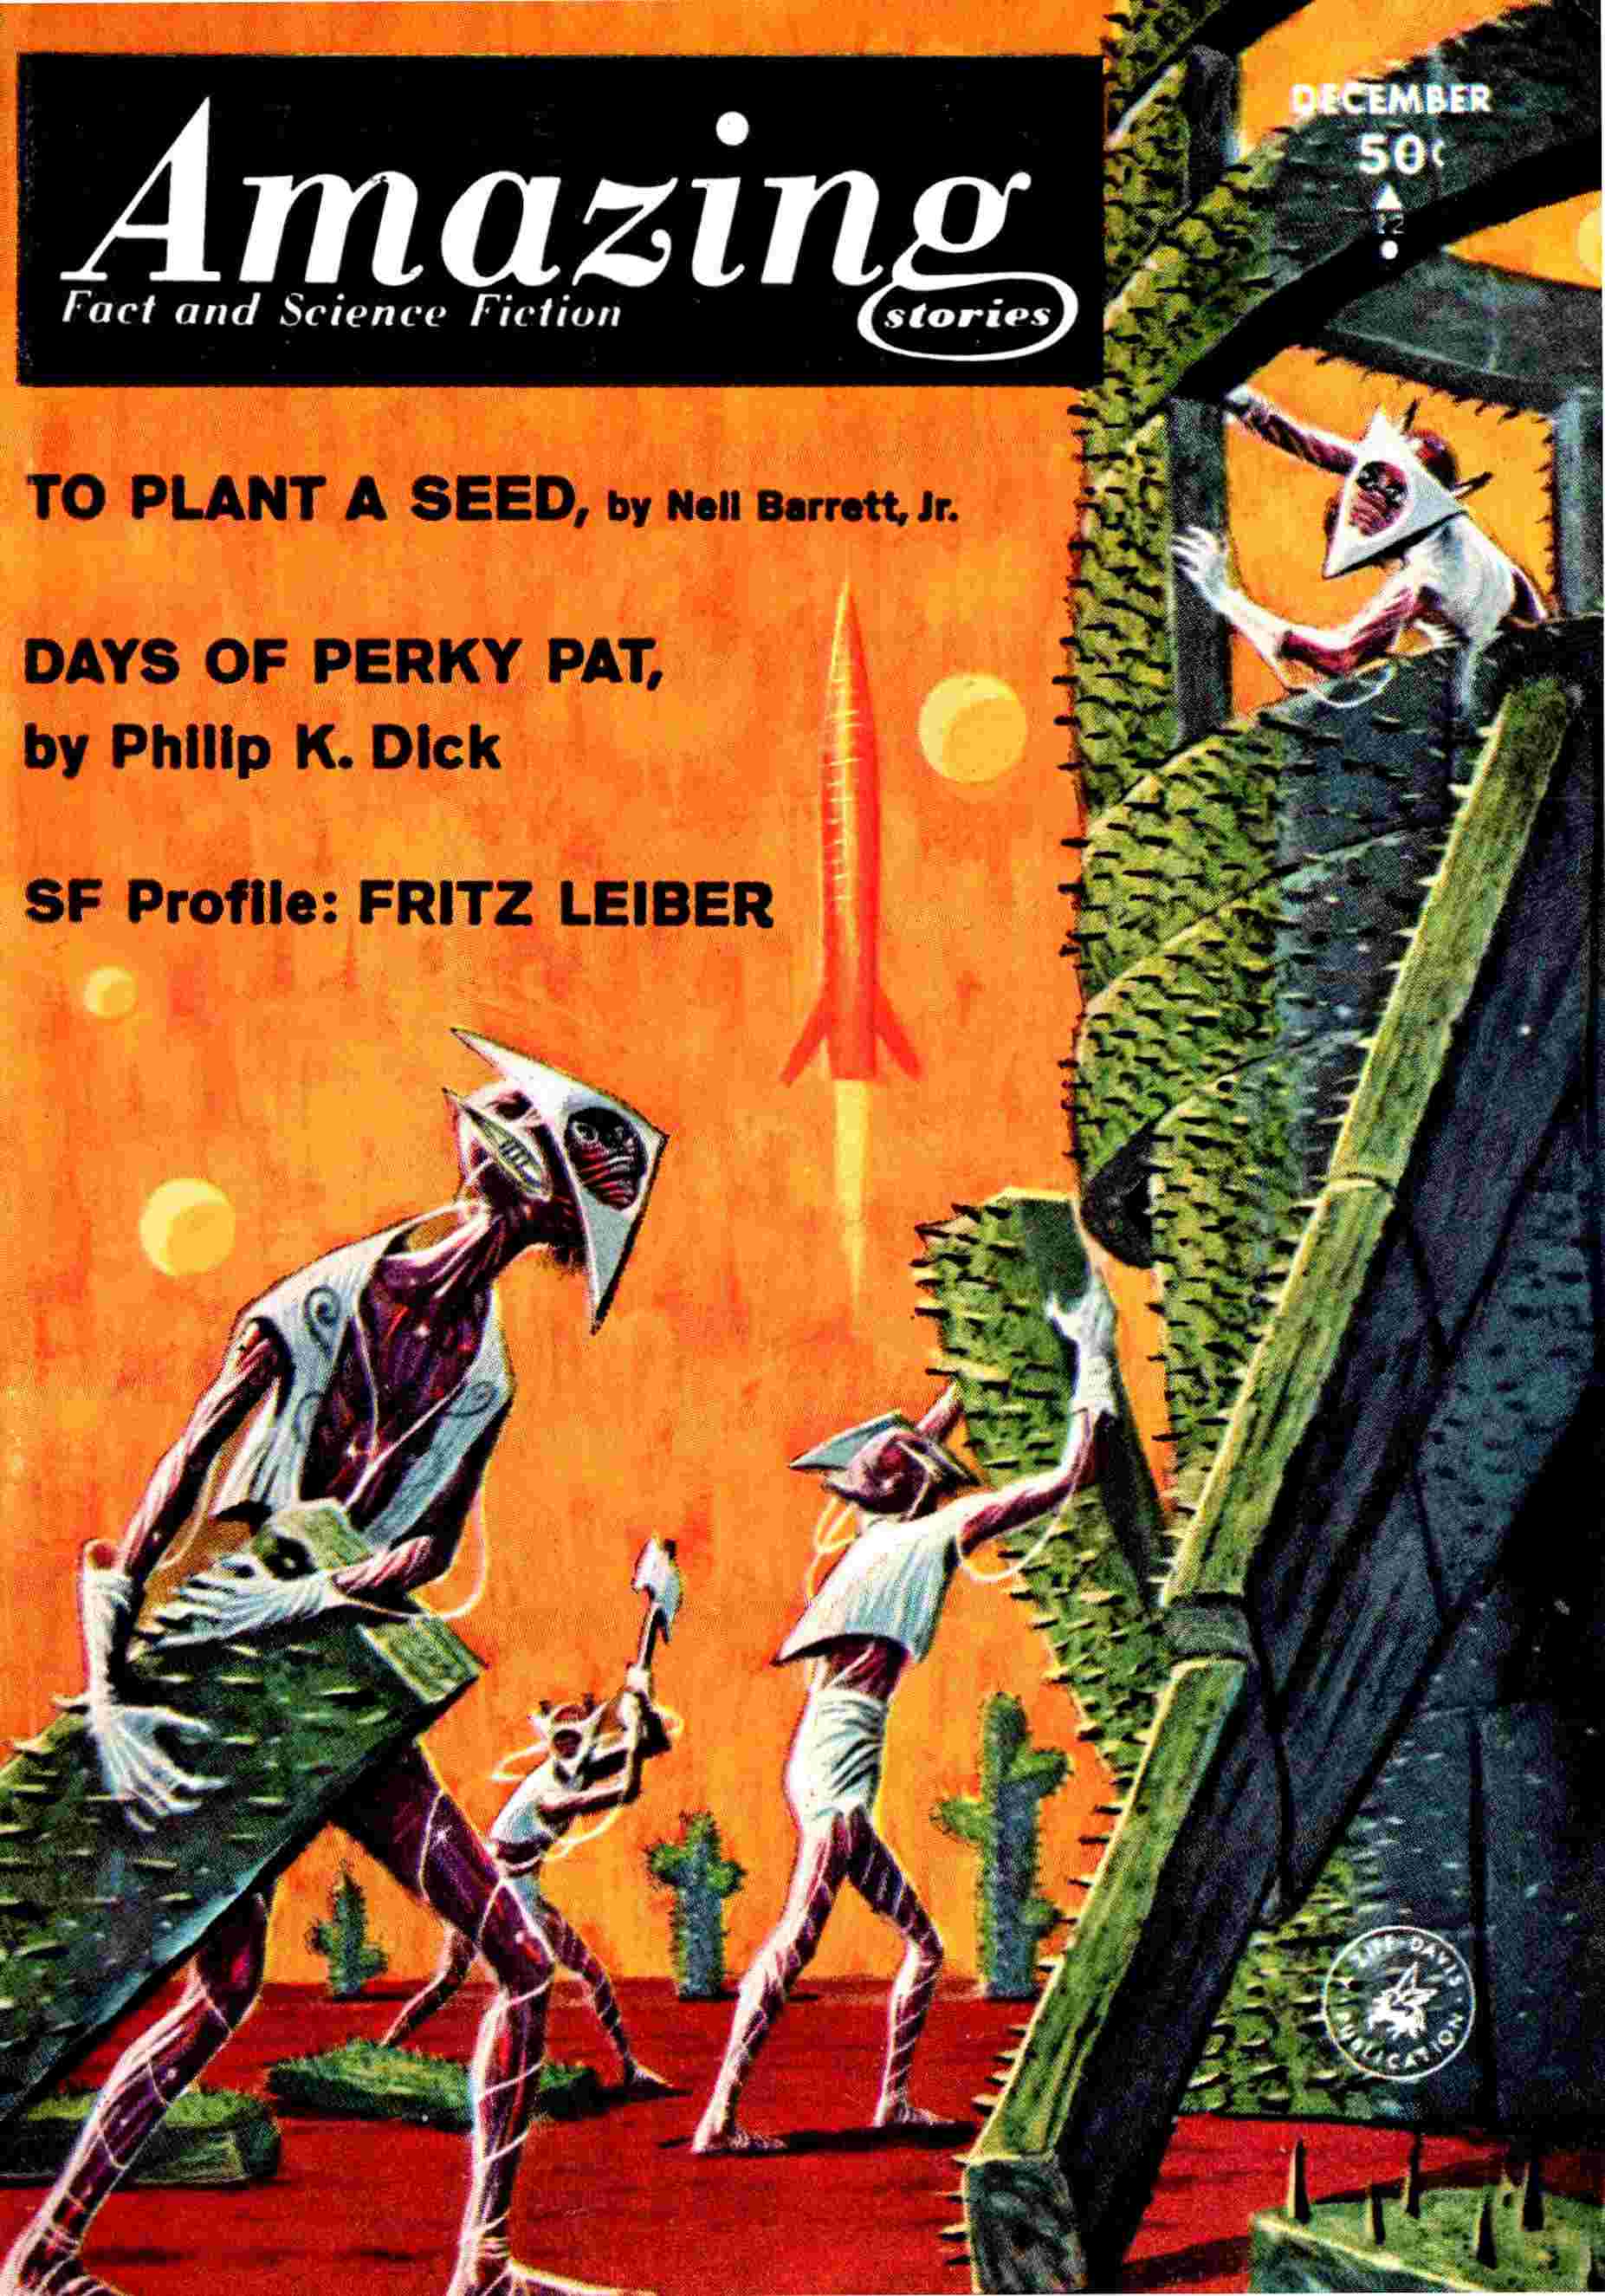 DECEMBER
50¢
12
Amazing
Fact and Science Fiction
stories
TO PLANT A SEED, by Neil Barrett, Jr.
DAYS OF PERKY PAT,
by Philip K. Dick
SF Profile: FRITZ LEIBER
ZIFF-DAVIS PUBLICATION